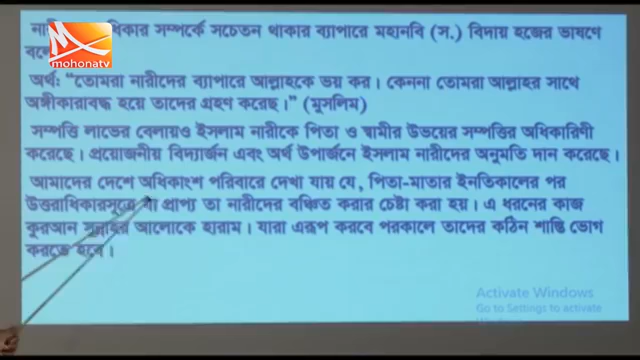 mohonatv
না ধিকার সম্পর্কে সচেতন থাকার ব্যাপারে মহানবি (স.) বিদায় হজের ভাষণে
বলে
অর্থ: “তোমরা নারীদের ব্যাপারে আল্লাহকে ভয় কর। কেননা তোমরা আল্লাহর সাথে
অঙ্গীকারাবদ্ধ হয়ে তাদের গ্রহণ করেছ।” (মুসলিম)
সম্পত্তি লাভের বেলায়ও ইসলাম নারীকে পিতা ও স্বামীর উভয়ের সম্পত্তির অধিকারিণী
করেছে। প্রয়োজনীয় বিদ্যার্জন এবং অর্থ উপার্জনে ইসলাম নারীদের অনুমতি দান করেছে।
আমাদের দেশে অধিকাংশ পরিবারে দেখা যায় যে, পিতা-মাতার ইনতিকালের পর
উত্তরাধিকারসূত্রে যা প্রাপ্য তা নারীদের বঞ্চিত করার চেষ্টা করা হয়। এ ধরনের কাজ
কুরআন সুন্নাহর আলোকে হারাম। যারা এরূপ করবে পরকালে তাদের কঠিন শাস্তি ভোগ
করতে হবে।
Activate Windows
Go to Settings to activate